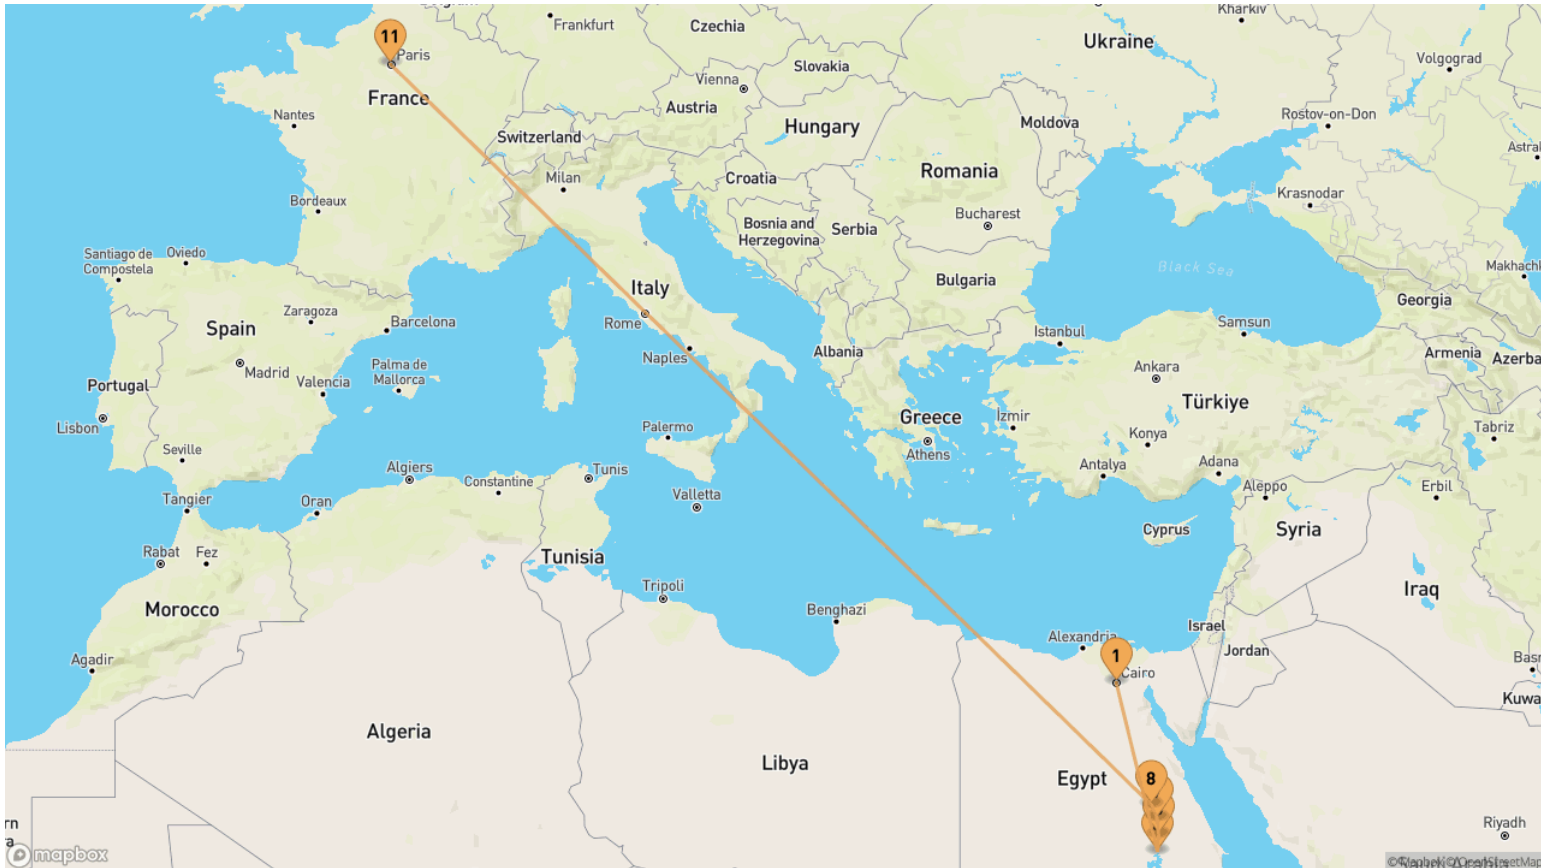 Kharkiv
Frankfurt
Czechia
11
Paris
Ukraine
Volgograd
Slovakia
Vienna
France
Austria
Nantes
Hungary
Moldova
Rostov-on-Don
Switzerland
Milan
Croatia
Romania
Krasnodar
Bordeaux
Bosnia and
Herzegovina
Serbia
Bucharest
Santiago de
Compostela
Oviedo
Black Sea
Bulgaria
Italy
Georgia
Zaragoza
Spain
Barcelona
Rome
Istanbul
Samsun
Naples
Albania
Armenia
Madrid
Palma de
Mallorca
Ankara
Portugal
Valencia
Türkiye
Lisbon
Palermo
Greece
İzmir
Tabriz
Konya
Seville
Athens
Algiers
Tunis
Antalya
Adana
Constantine
Aleppo
Erbil
Tangier
Oran
Valletta
Cyprus
Syria
Rabat
Fez
Tunisia
Tripoli
Iraq
Morocco
Benghazi
Israel
Alexandria
Jordan
Agadir
1
Cairo
Algeria
Libya
Egypt
8
Riyadh
mapbox
© Mapbox © OpenStreetMap